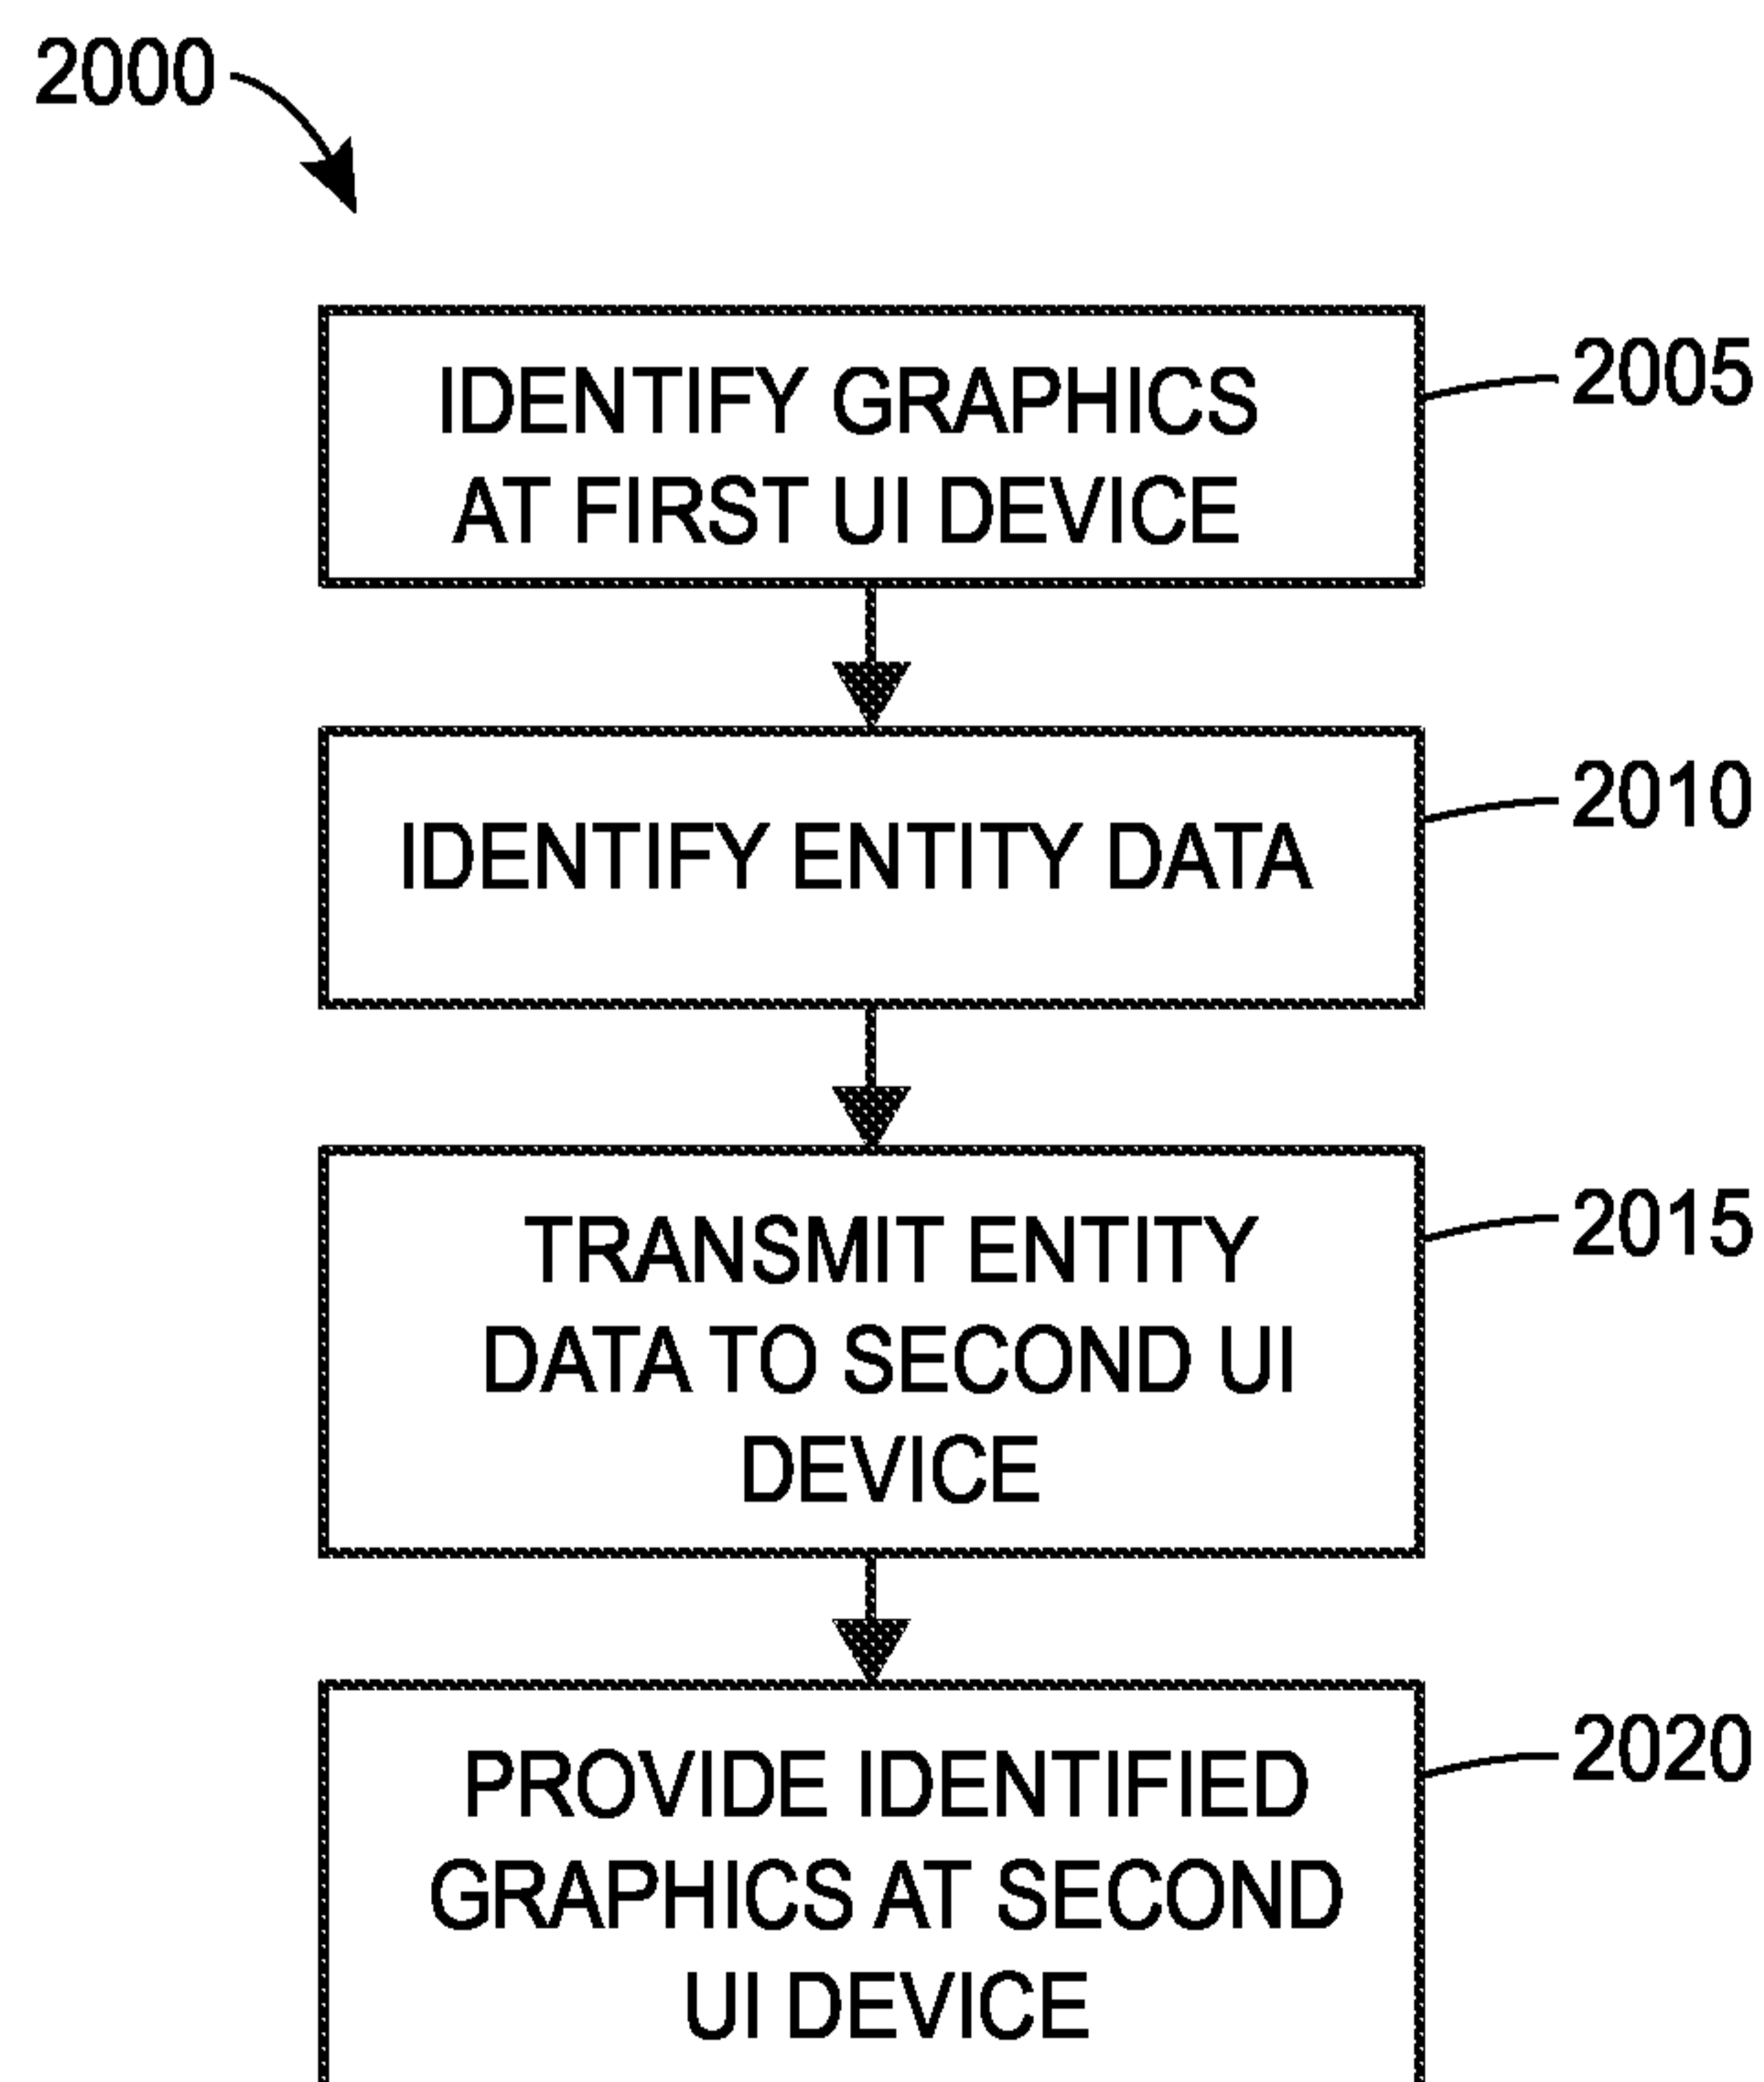 2000
IDENTIFY GRAPHICS
AT FIRST UI DEVICE
2005
IDENTIFY ENTITY DATA
2010
TRANSMIT ENTITY
DATA TO SECOND UI
DEVICE
2015
PROVIDE IDENTIFIED
GRAPHICS AT SECOND
UI DEVICE
2020